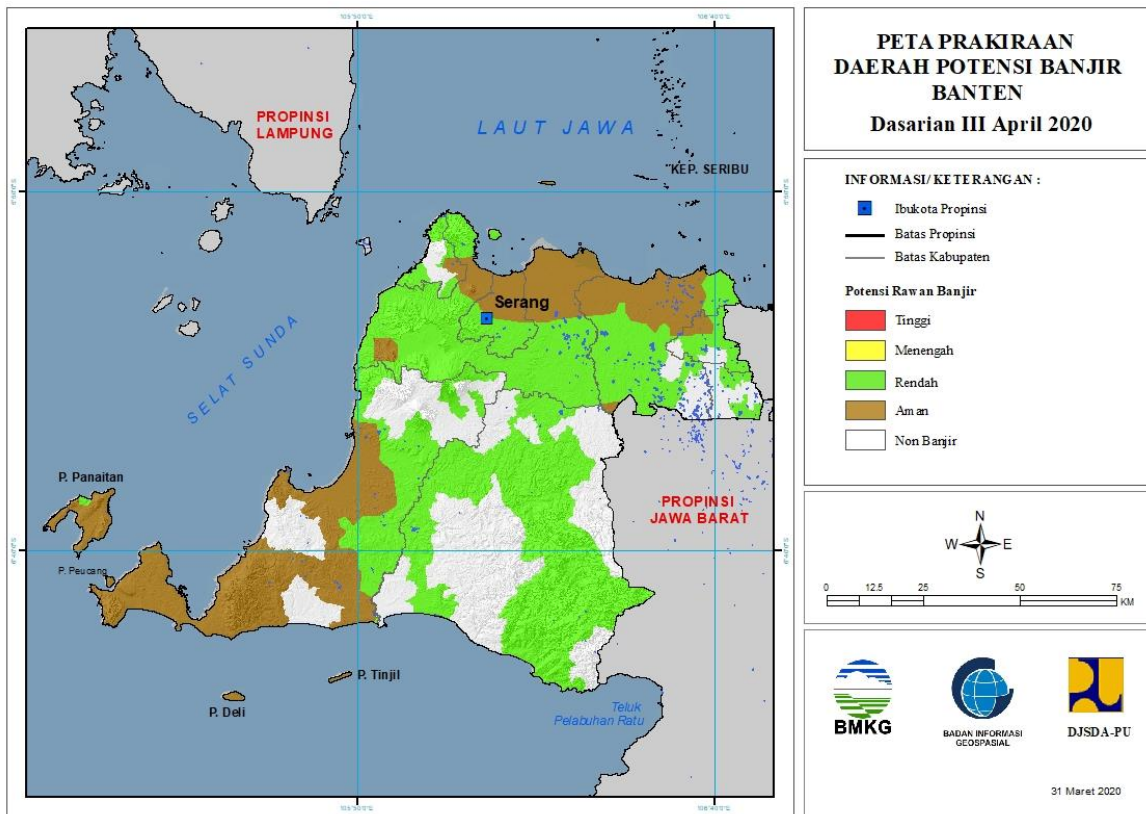 PETA PRAKIRAAN
DAERAH POTENSI BANJIR
BANTEN
Dasarian III April 2020
INFORMASI/KETERANGAN :
Ibukota Propinsi
Batas Propinsi
Batas Kabupaten
Potensi Rawan Banjir
Tinggi
Menengah
Rendah
Aman
Non Banjir
N
W E
S
0 12.5 25 50 75
KM
BMKG
BADAN INFORMASI
GEOSPASIAL
DJSDA-PU
31 Maret 2020
PROPINSI
LAMPUNG
LAUT JAWA
KEP. SERIBU
Serang
SELAT SUNDA
P. Panaitan
P. Peucang
PROPINSI
JAWA BARAT
P. Tinjil
P. Deli
Teluk
Pelabuhan Ratu